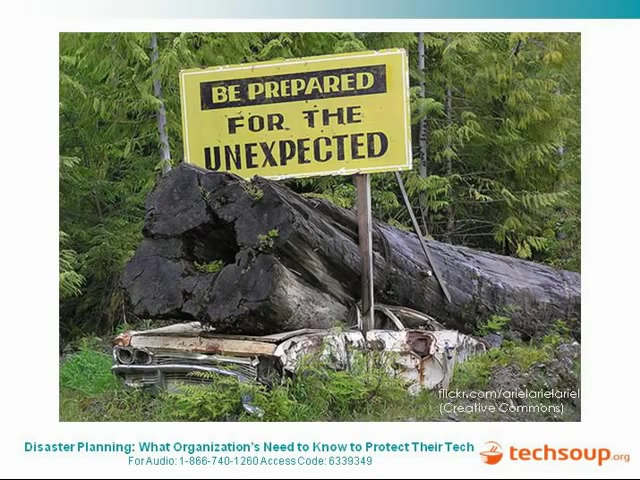 BE PREPARED
FOR THE
UNEXPECTED
flickr.com/arielarielariel
(Creative Commons)
Disaster Planning: What Organization's Need to Know to Protect Their Tech
For Audio: 1-866-740-1260 Access Code: 6339349
techsoup.org